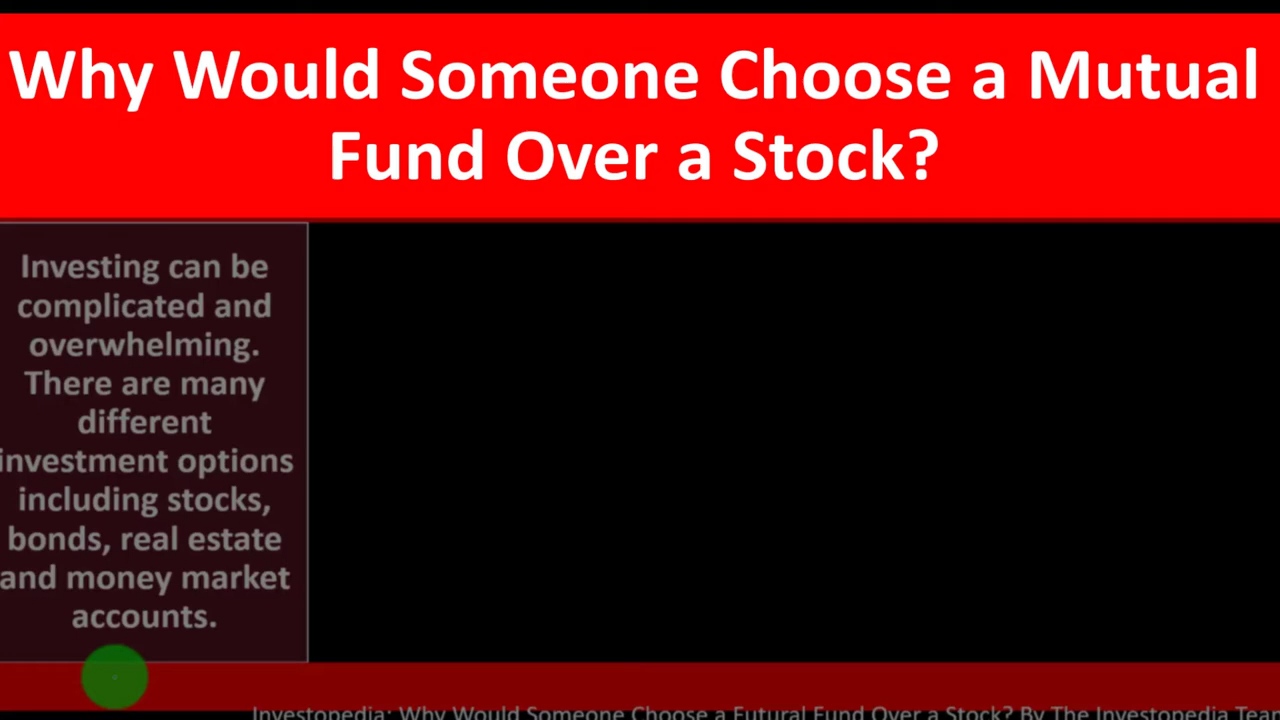 Why Would Someone Choose a Mutual
Fund Over a Stock?
Investing can be
complicated and
overwhelming.
There are many
different
investment options
including stocks,
bonds, real estate
and money market
accounts.
Investopedia: Why Would Someone Choose a Futural Fund Over a Stock? By The Investopedia Team